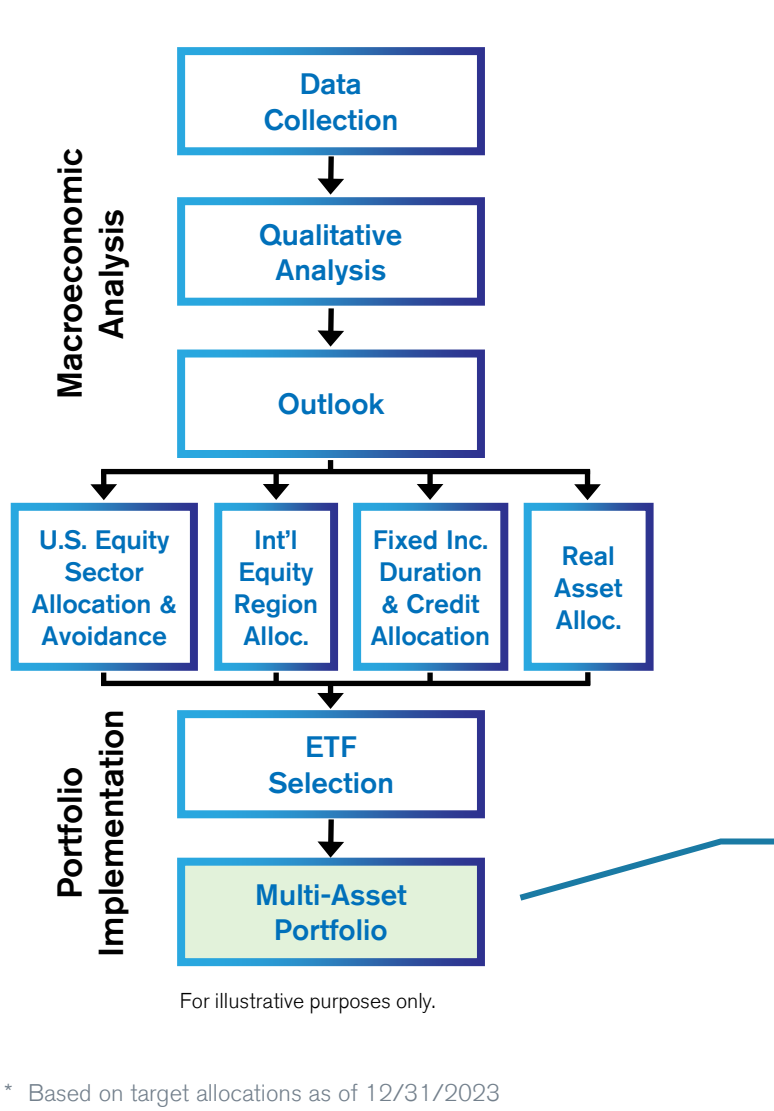 Data
Collection
Macroeconomic
Analysis
Qualitative
Analysis
Outlook
U.S. Equity
Sector
Allocation &
Avoidance
Int'l
Equity
Region
Alloc.
Fixed Inc.
Duration
& Credit
Allocation
Real
Asset
Alloc.
Portfolio
Implementation
ETF
Selection
Multi-Asset
Portfolio
For illustrative purposes only.
* Based on target allocations as of 12/31/2023